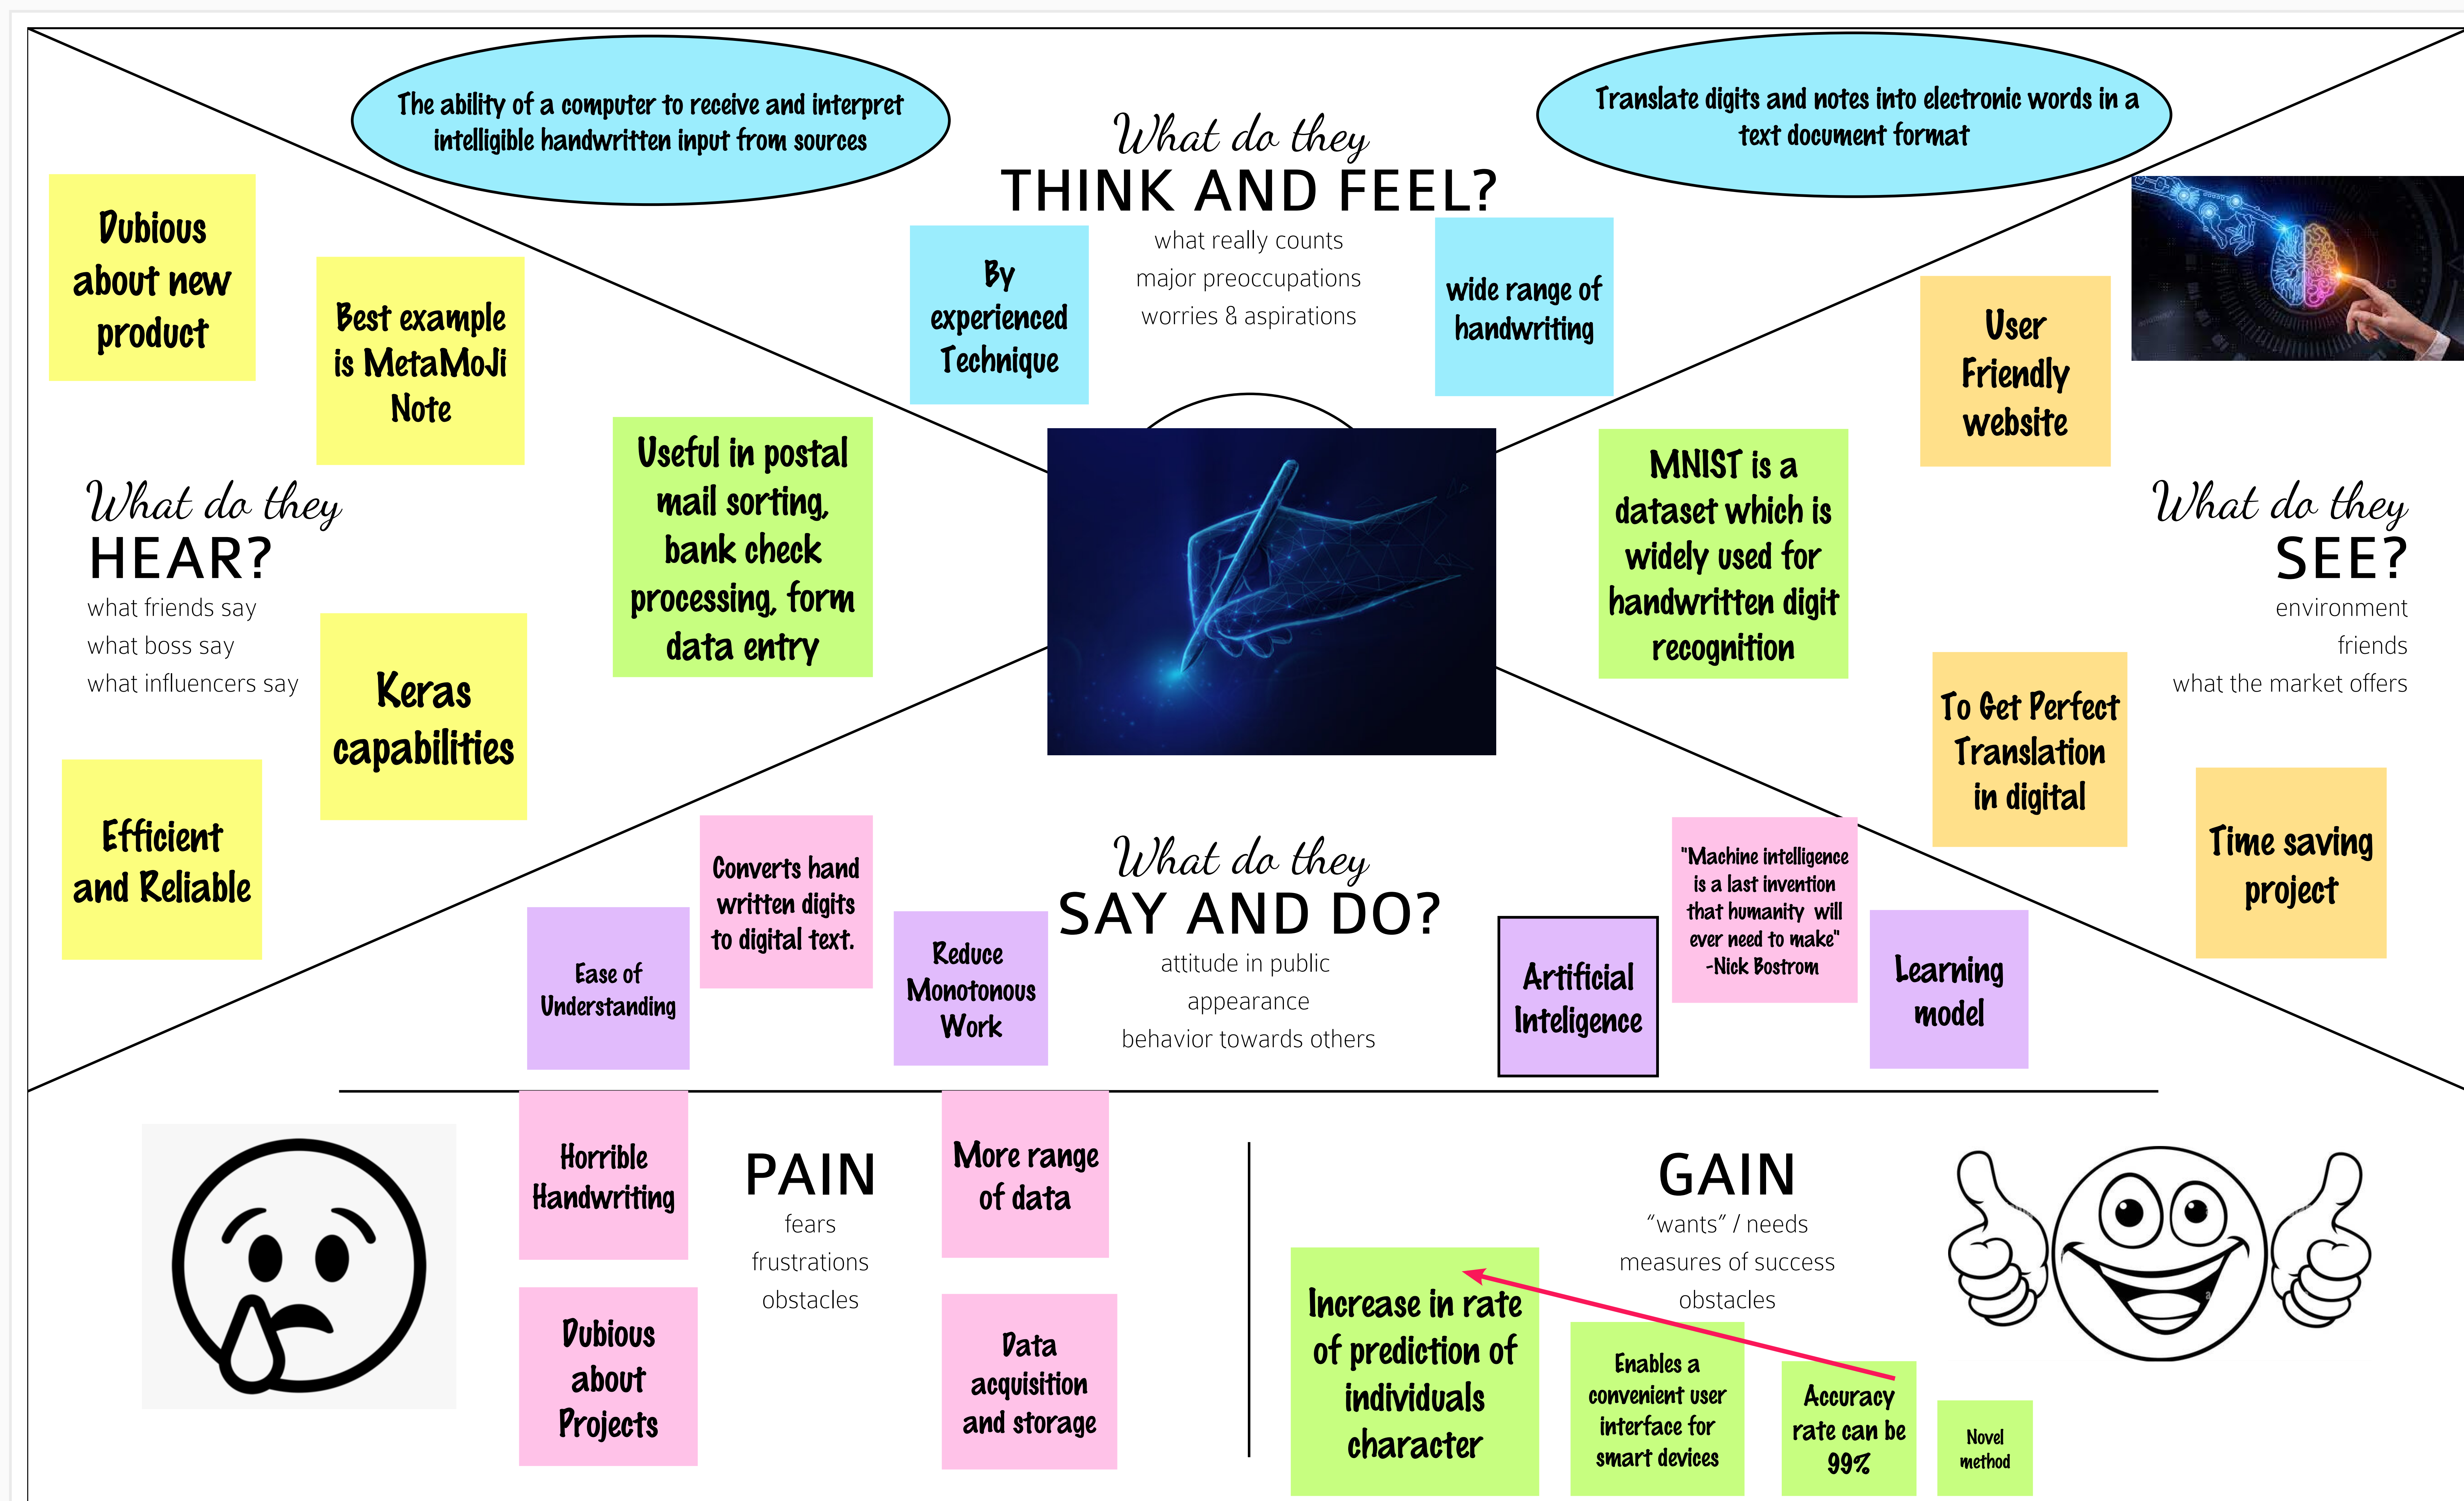 The ability of a computer to receive and interpret
intelligible handwritten input from sources
Translate digits and notes into electronic words in a
text document format
What do they
THINK AND FEEL?
what really counts
major preoccupations
worries & aspirations
By
experienced
Technique
wide range of
handwriting
Dubious
about new
product
Best example
is MetaMoJi
Note
What do they
HEAR?
what friends say
what boss say
what influencers say
Keras
capabilities
Efficient
and Reliable
Useful in postal
mail sorting,
bank check
processing, form
data entry
MNIST is a
dataset which is
widely used for
handwritten digit
recognition
User
Friendly
website
What do they
SEE?
environment
friends
what the market offers
To Get Perfect
Translation
in digital
Time saving
project
What do they
SAY AND DO?
attitude in public
appearance
behavior towards others
Ease of
Understanding
Converts hand
written digits
to digital text.
Reduce
Monotonous
Work
Artificial
Inteligence
"Machine intelligence
is a last invention
that humanity will
ever need to make"
-Nick Bostrom
Learning
model
PAIN
fears
frustrations
obstacles
Horrible
Handwriting
More range
of data
Dubious
about
Projects
Data
acquisition
and storage
GAIN
“wants” / needs
measures of success
obstacles
Increase in rate
of prediction of
individuals
character
Enables a
convenient user
interface for
smart devices
Accuracy
rate can be
99%
Novel
method